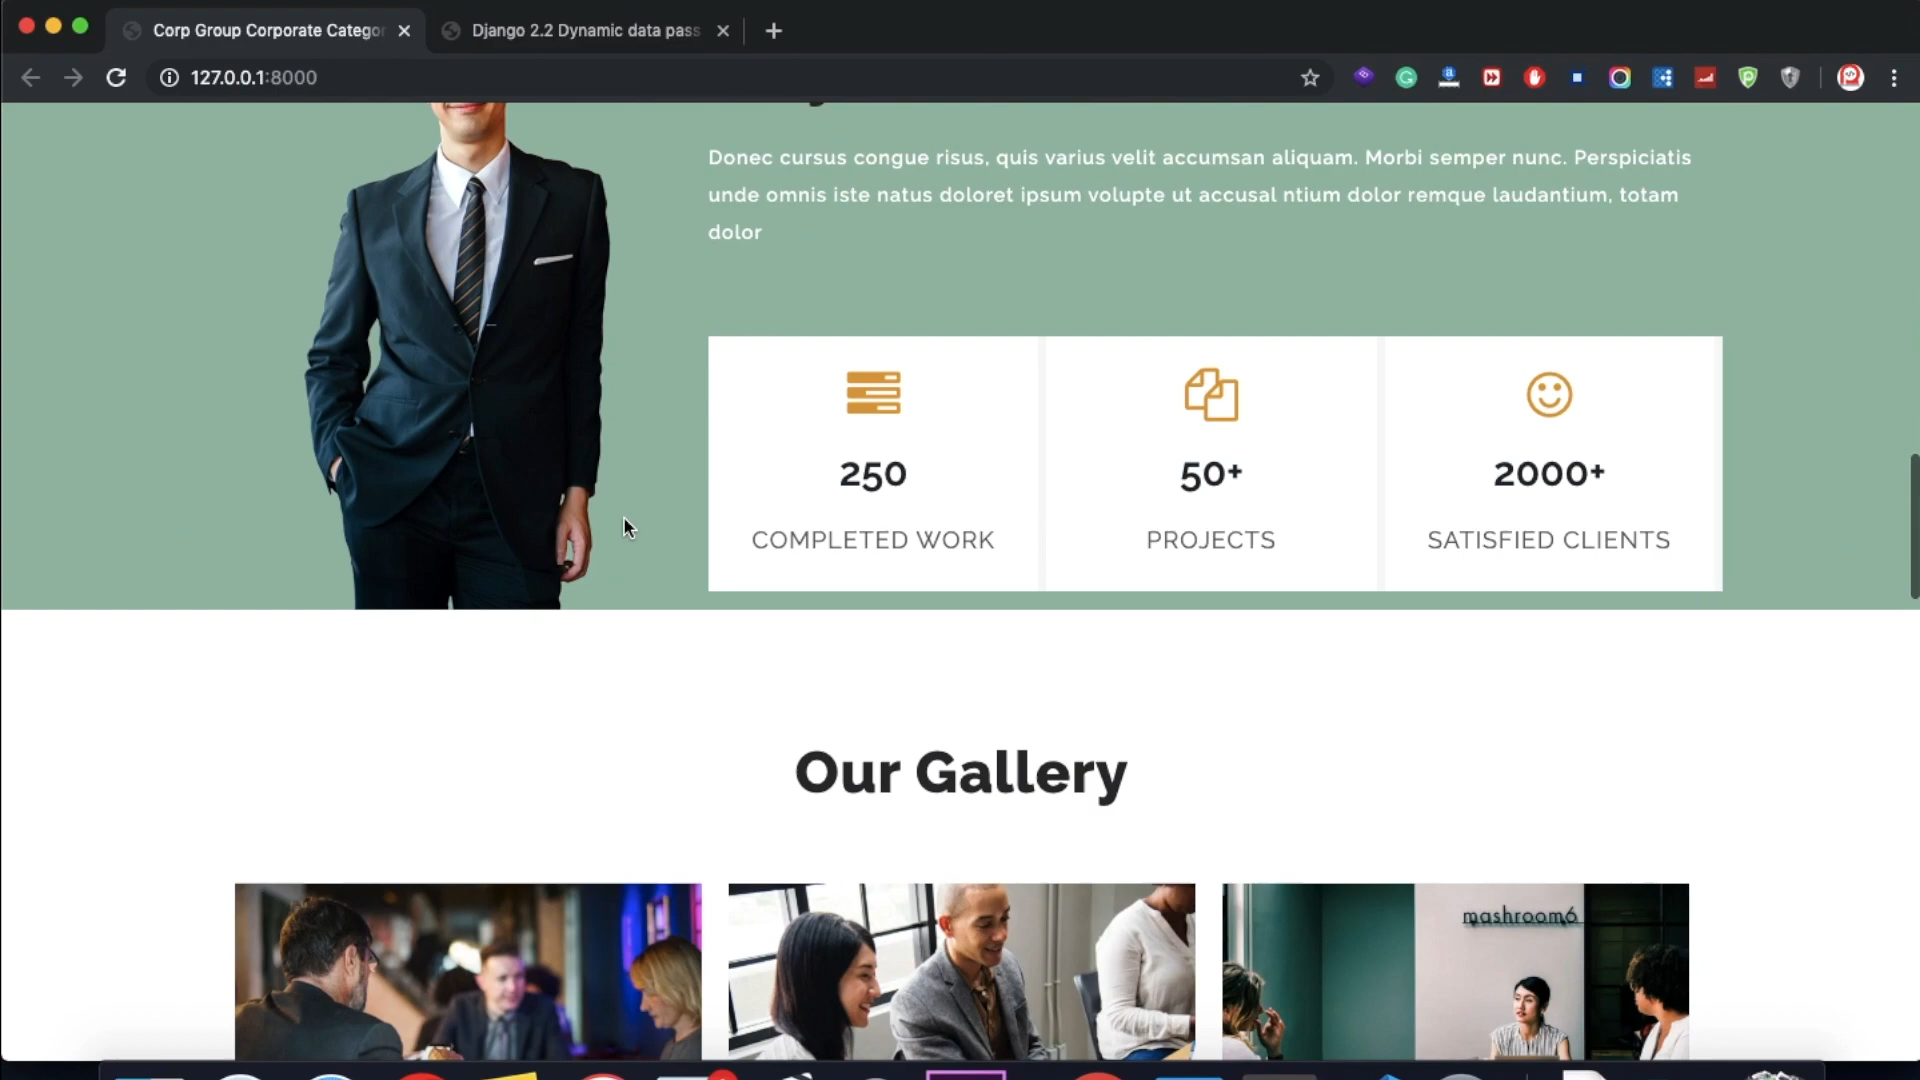 Corp Group Corporate Categor
Django 2.2 Dynamic data pass
127.0.0.1:8000
Donec cursus congue risus, quis varius velit accumsan aliquam. Morbi semper nunc. Perspiciatis
unde omnis iste natus doloret ipsum volupte ut accusal ntium dolor remque laudantium, totam
dolor
250
50+
2000+
COMPLETED WORK
PROJECTS
SATISFIED CLIENTS
Our Gallery
mashroom6